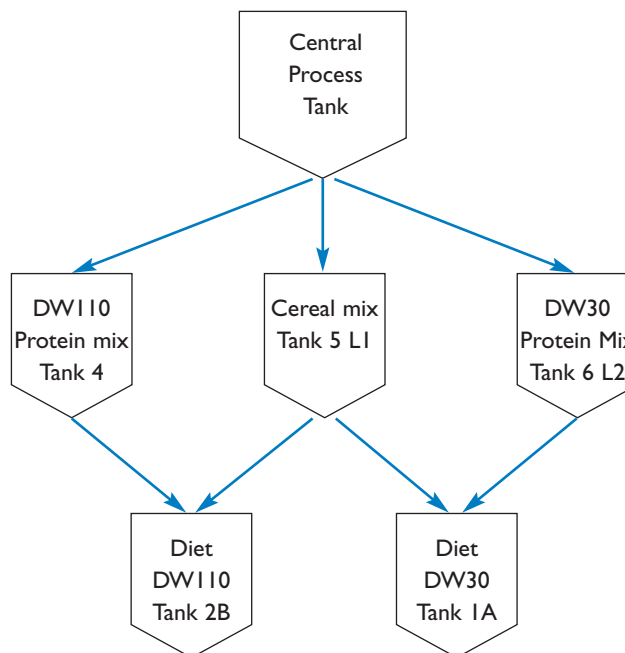 Central
Process
Tank
DW110
Protein mix
Tank 4
Cereal mix
Tank 5 L1
DW30
Protein Mix
Tank 6 L2
Diet
DW110
Tank 2B
Diet
DW30
Tank 1A